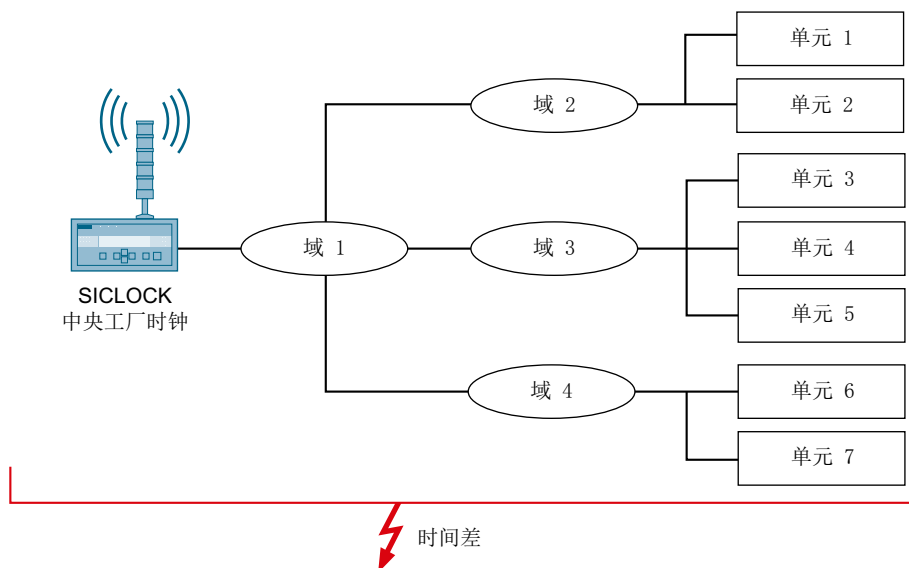 单元 1
域 2
单元 2
单元 3
域 1
域 3
单元 4
SICLOCK
中央工厂时钟
单元 5
域 4
单元 6
单元 7
时间差